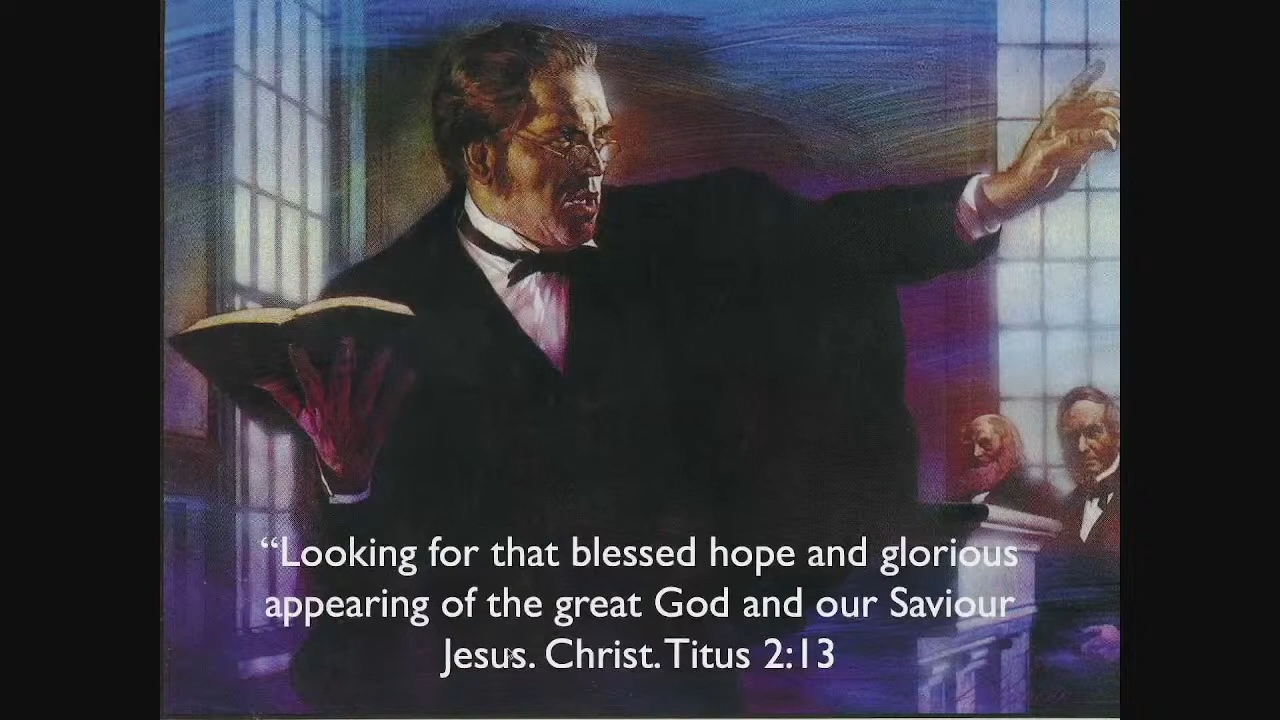 “Looking for that blessed hope and glorious
appearing of the great God and our Saviour
Jesus. Christ. Titus 2:13